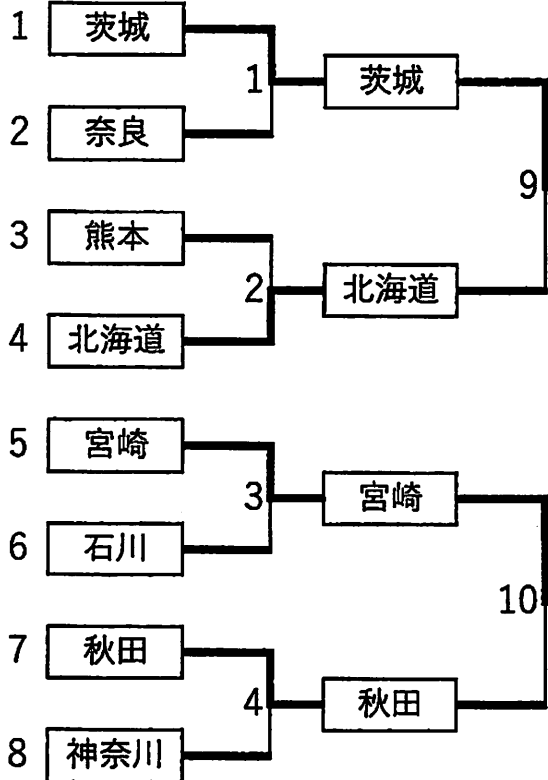 1 茨城
1 茨城
2 奈良
9
3 熊本
2 北海道
4 北海道
5 宮崎
3 宮崎
6 石川
10
7 秋田
4 秋田
8 神奈川